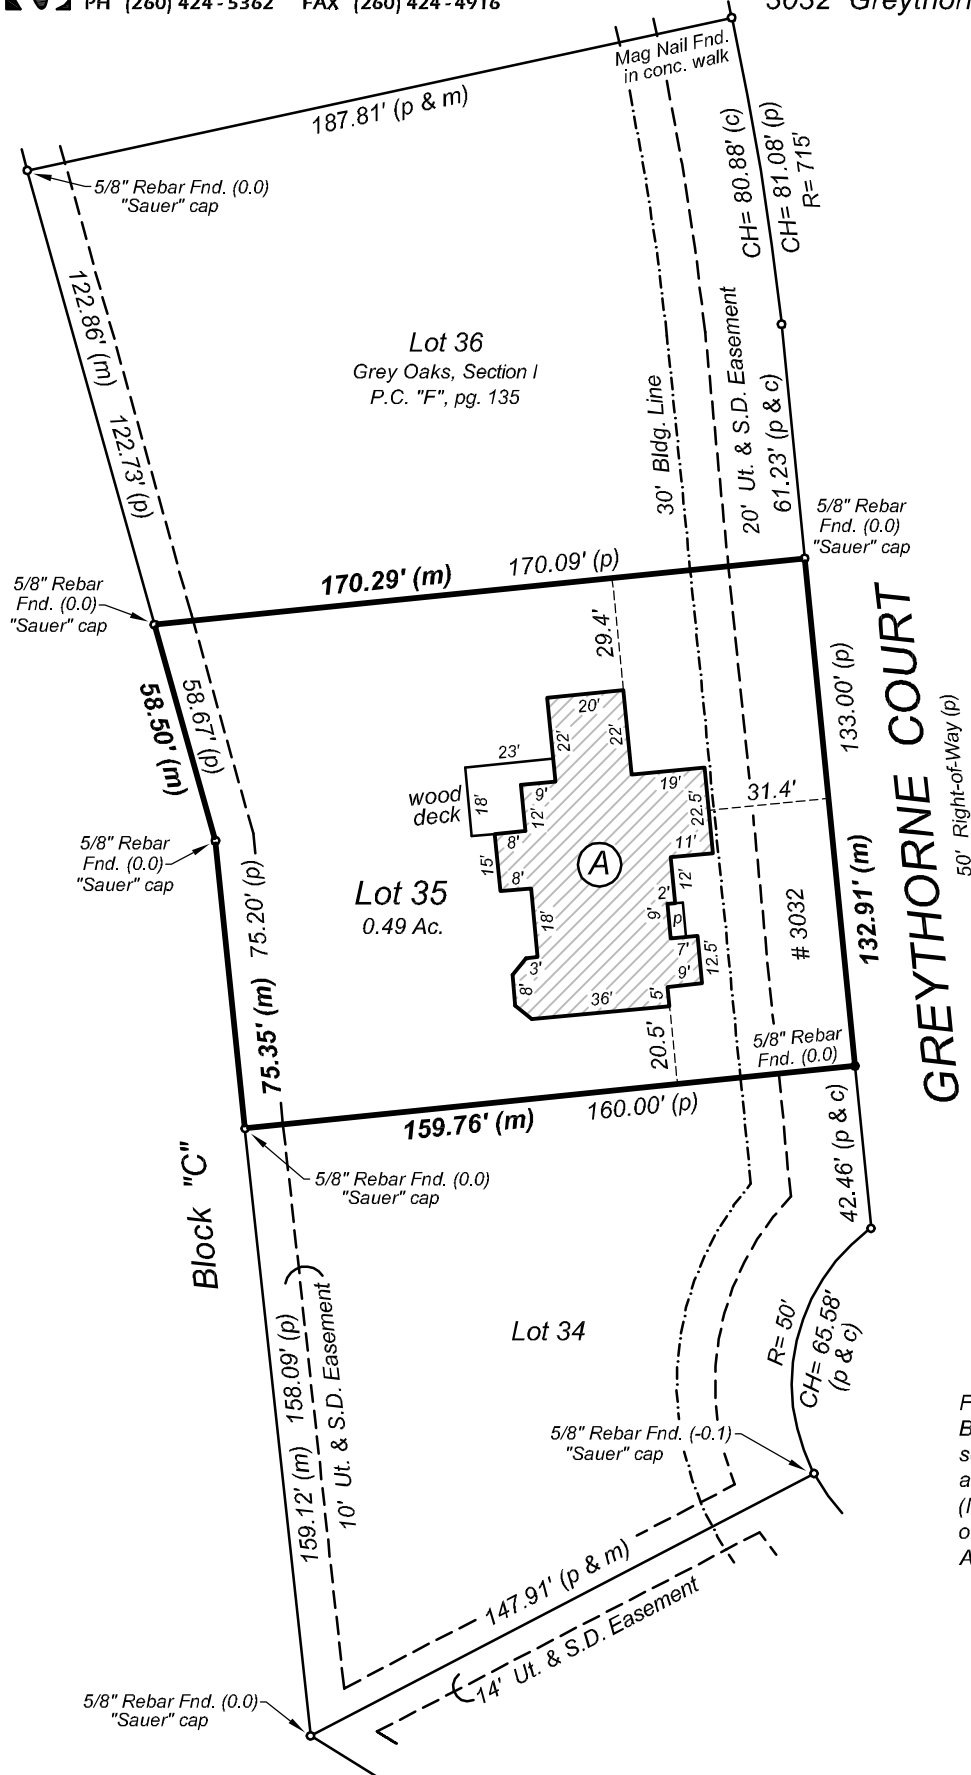 PH (260) 424-5362 FAX (260) 424-4916
3032 Greythor
Mag Nail Fnd.
in conc. walk
187.81' (p & m)
CH= 80.88' (c)
CH= 81.08' (p)
R= 715'
5/8" Rebar Fnd. (0.0)
"Sauer" cap
122.86' (m)
122.73' (p)
Lot 36
Grey Oaks, Section I
P.C. "F", pg. 135
30' Bldg. Line
20' Ut. & S.D. Easement
61.23' (p & c)
5/8" Rebar
Fnd. (0.0)
"Sauer" cap
170.29' (m)
170.09' (p)
5/8" Rebar
Fnd. (0.0)
"Sauer" cap
58.50' (m)
58.67' (p)
29.4'
133.00' (p)
GREYTHORNE COURT
50' Right-of-Way (p)
20'
22'
22'
23'
wood
deck
18'
9'
12'
19'
22.5'
31.4'
8'
15'
8'
11'
12'
2'
9'
p
A
5/8" Rebar
Fnd. (0.0)
"Sauer" cap
Lot 35
0.49 Ac.
18'
7'
12.5'
9'
3'
8'
36'
5'
# 3032
132.91' (m)
75.20' (p)
75.35' (m)
20.5'
5/8" Rebar
Fnd. (0.0)
159.76' (m)
160.00' (p)
42.46' (p & c)
5/8" Rebar Fnd. (0.0)
"Sauer" cap
Block "C"
158.09' (p)
159.12' (m)
10' Ut. & S.D. Easement
Lot 34
R= 50'
CH= 65.58'
(p & c)
5/8" Rebar Fnd. (-0.1)
"Sauer" cap
147.91' (p & m)
14' Ut. & S.D. Easement
5/8" Rebar Fnd. (0.0)
"Sauer" cap
F
B
s
a
(I
o
A